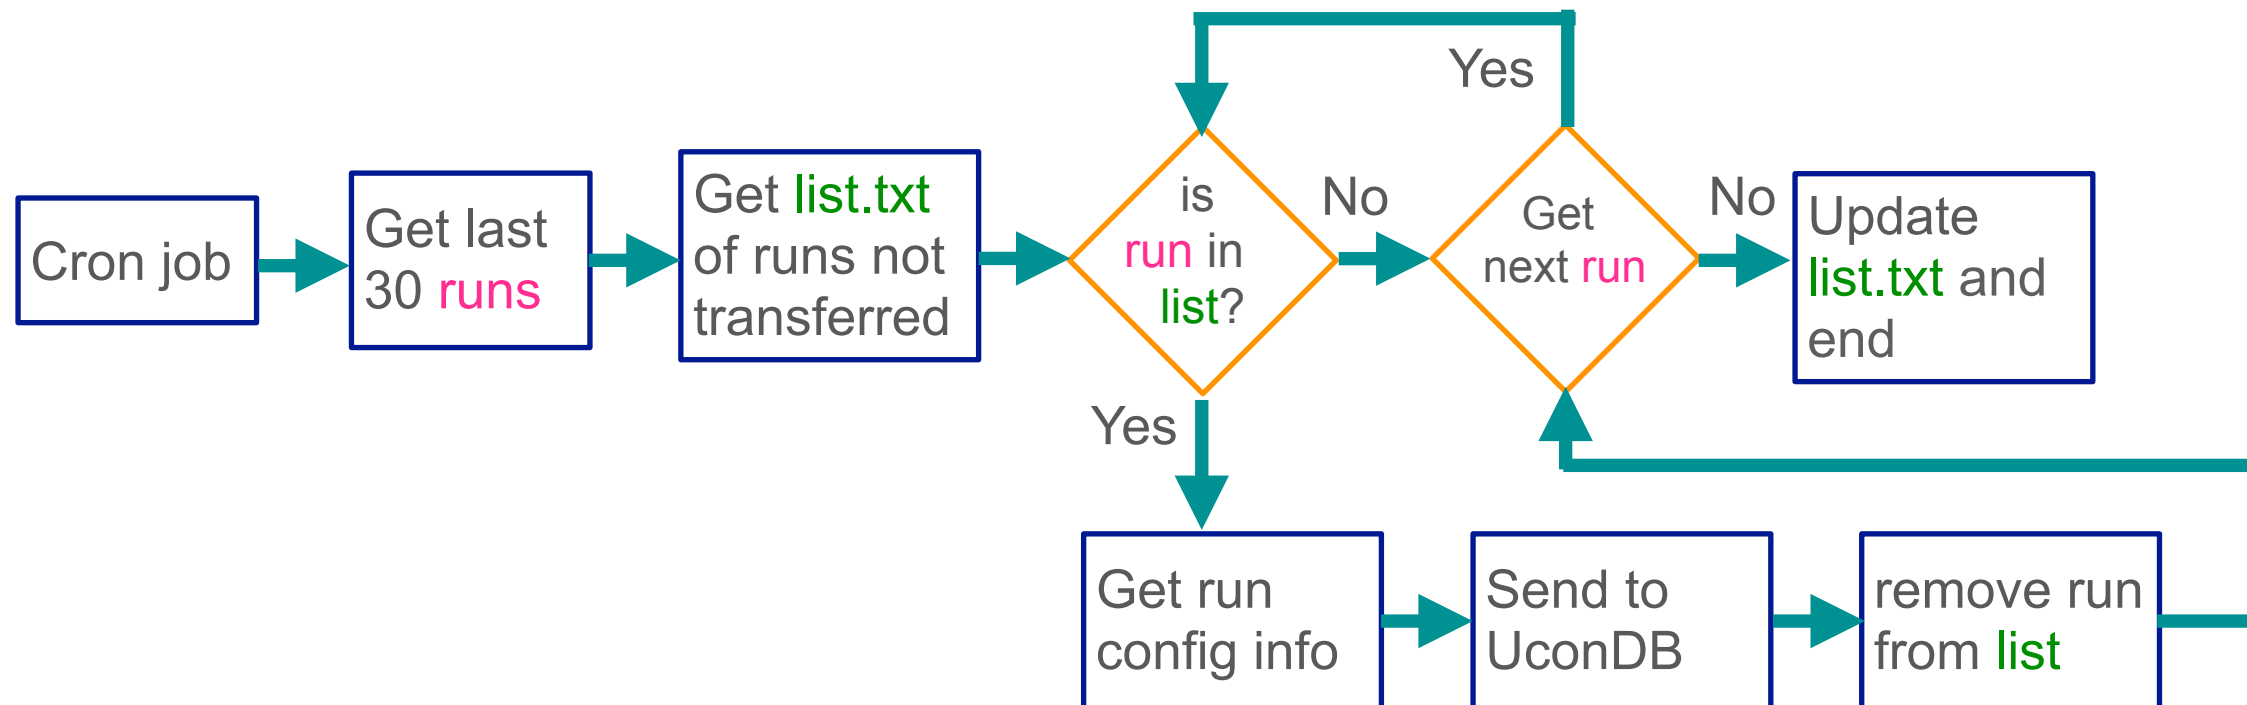 Cron job
Get last
30 runs
Get list.txt
of runs not
transferred
is
run in
list?
Yes
No
Get
next run
Yes
No
Update
list.txt and
end
Get run
config info
Send to
UconDB
remove run
from list